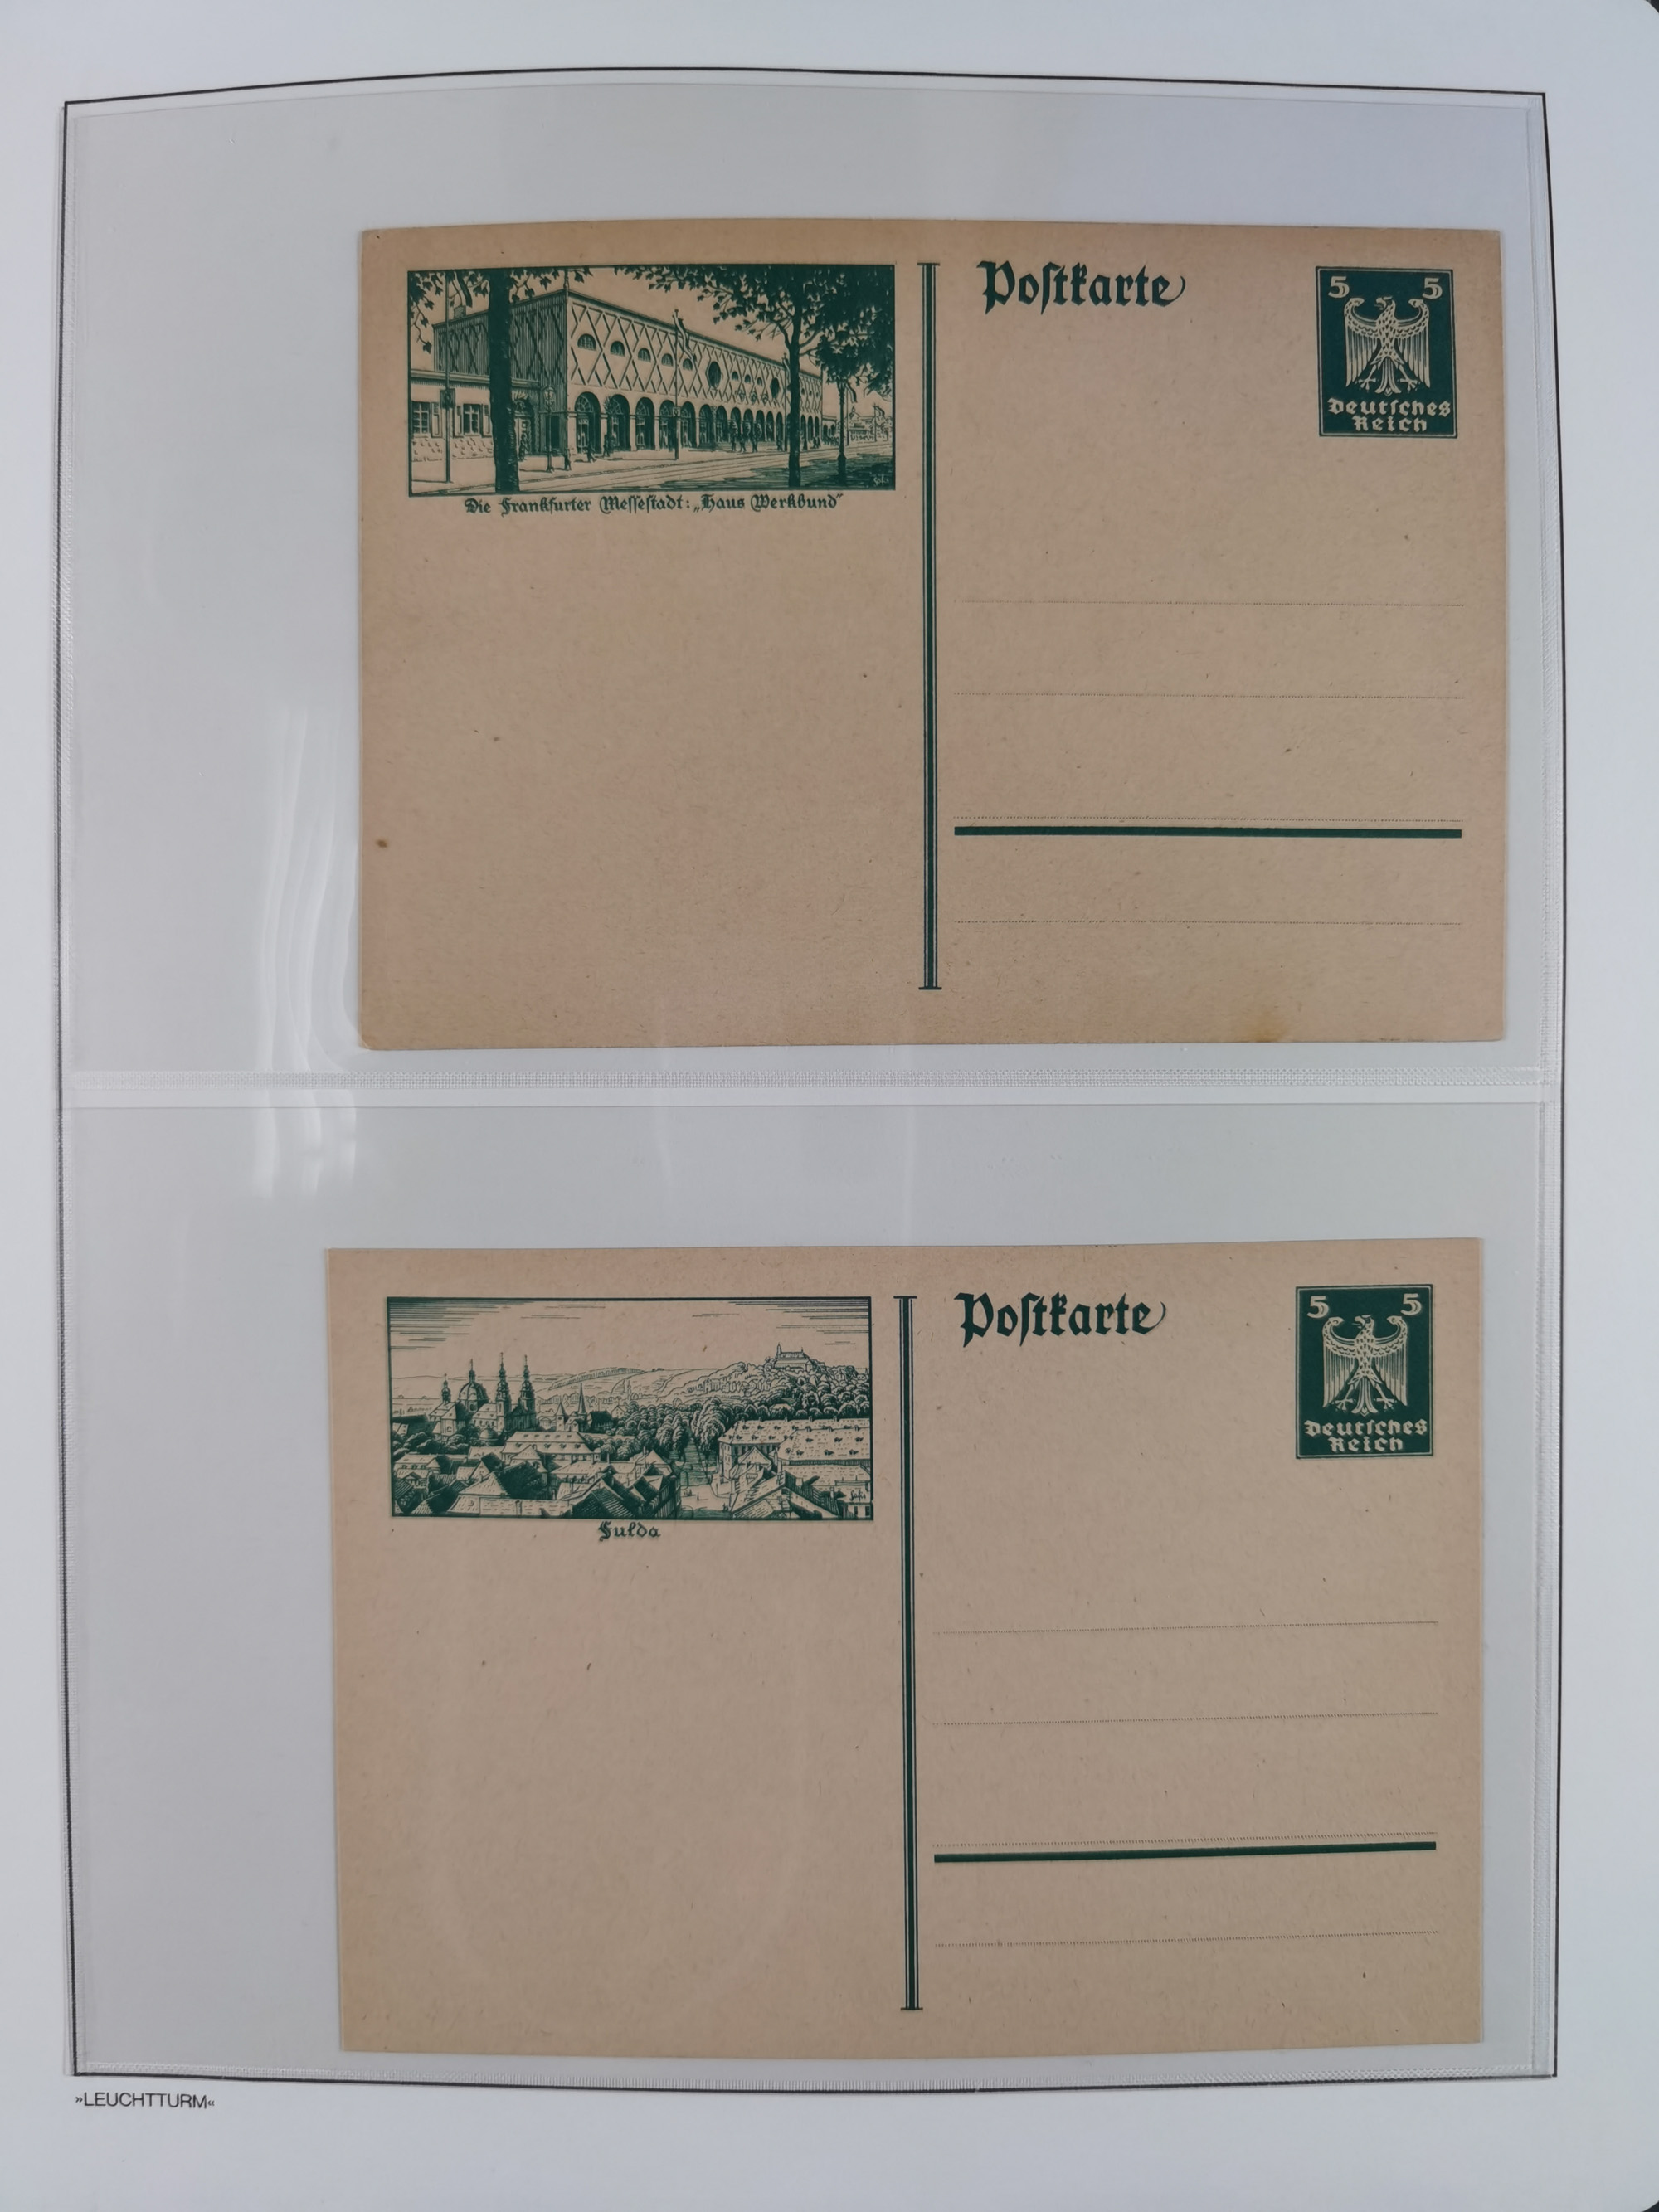 Postkarte
5 5
Deutsches
Reich
Die Frankfurter Messestadt: „Haus Werkbund“
Postkarte
5 5
Deutsches
Reich
Fulda
»LEUCHTTURM«